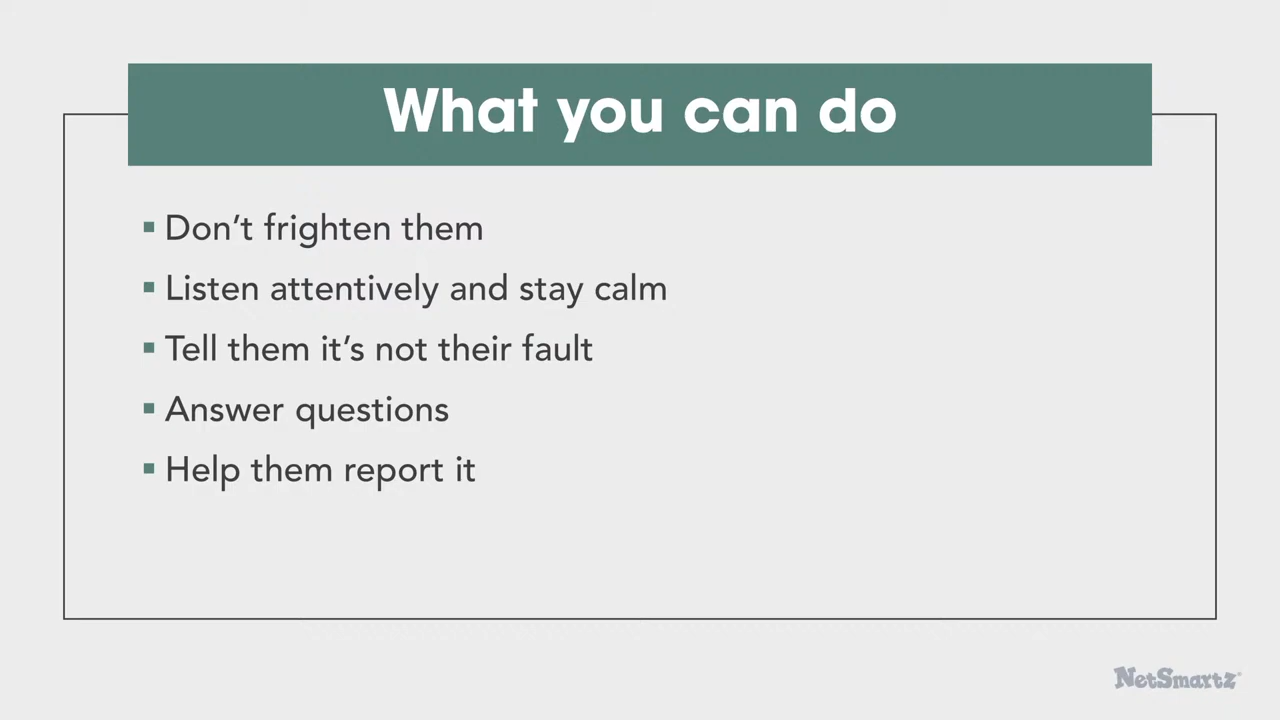 What you can do
Don't frighten them
Listen attentively and stay calm
Tell them it's not their fault
Answer questions
Help them report it
NetSmartz®